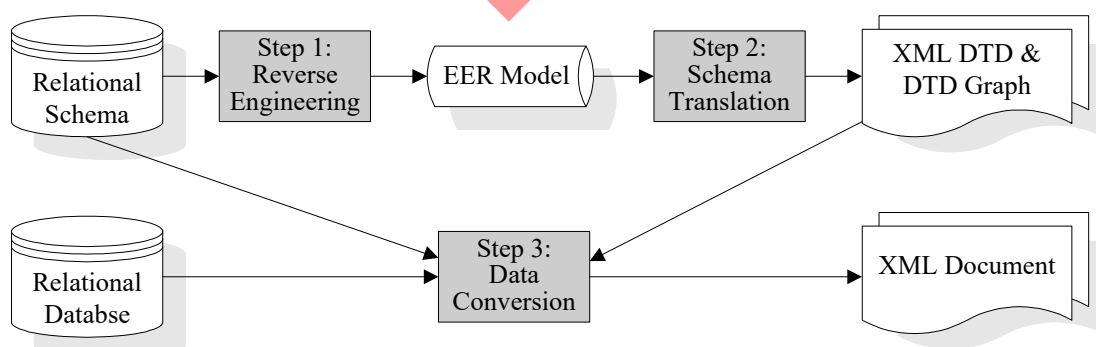 Relational
Schema
Step 1:
Reverse
Engineering
EER Model
Step 2:
Schema
Translation
XML DTD &
DTD Graph
Relational
Databse
Step 3:
Data
Conversion
XML Document